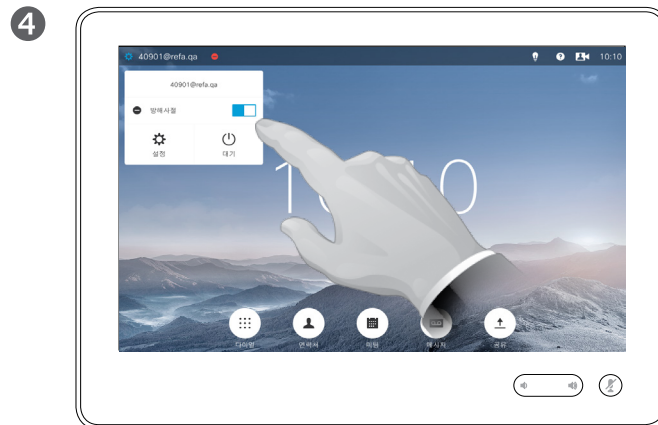 4
40901@refa.qa 10:10
40901@refa.qa
방해사절
설정 대기
다이얼 연락처 미팅 메시지 공유